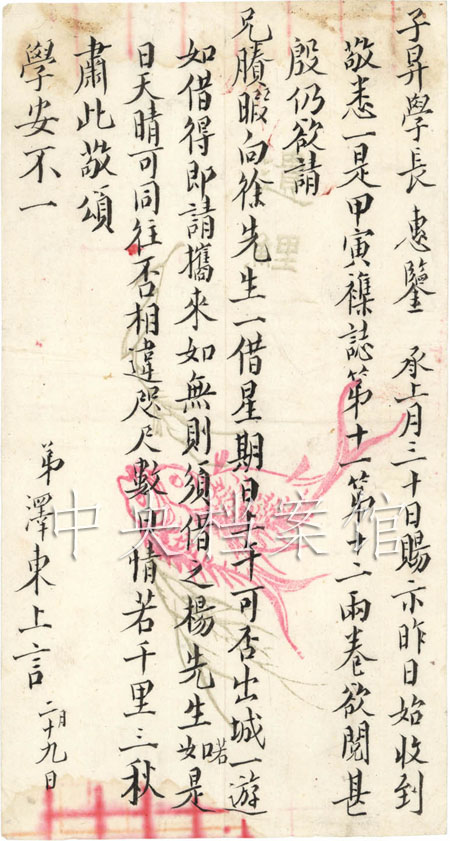 子昇學長 惠鑒 承上月三十日賜示昨日始收到
敬悉一是甲寅襍誌第十一第十二兩卷欲閱甚
殷仍欲請
兄賸暇向徐先生一借星期日上午可否出城一遊
如借得即請攜來如無則須借之楊先生如是
日天晴可同往否相違咫尺數日情若千里三秋
肅此敬頌
學安不一
弟澤東上言 二月十九日
中央档案馆